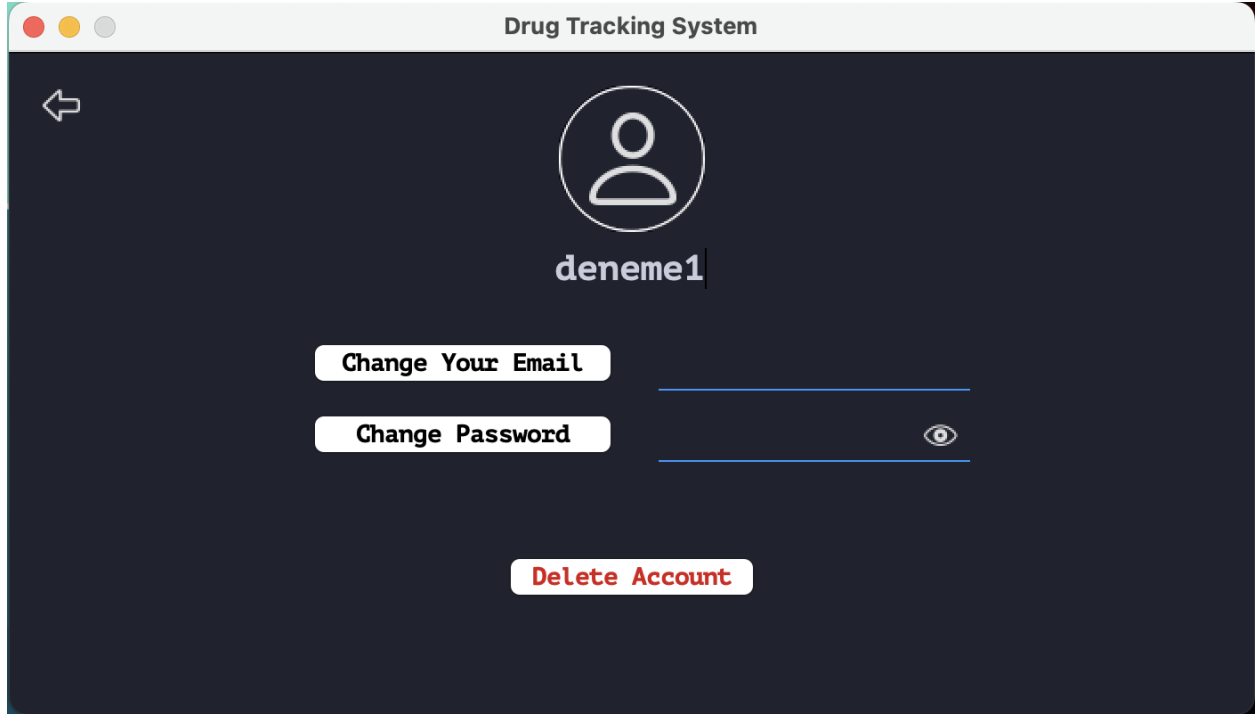 Drug Tracking System
deneme1
Change Your Email
Change Password
Delete Account